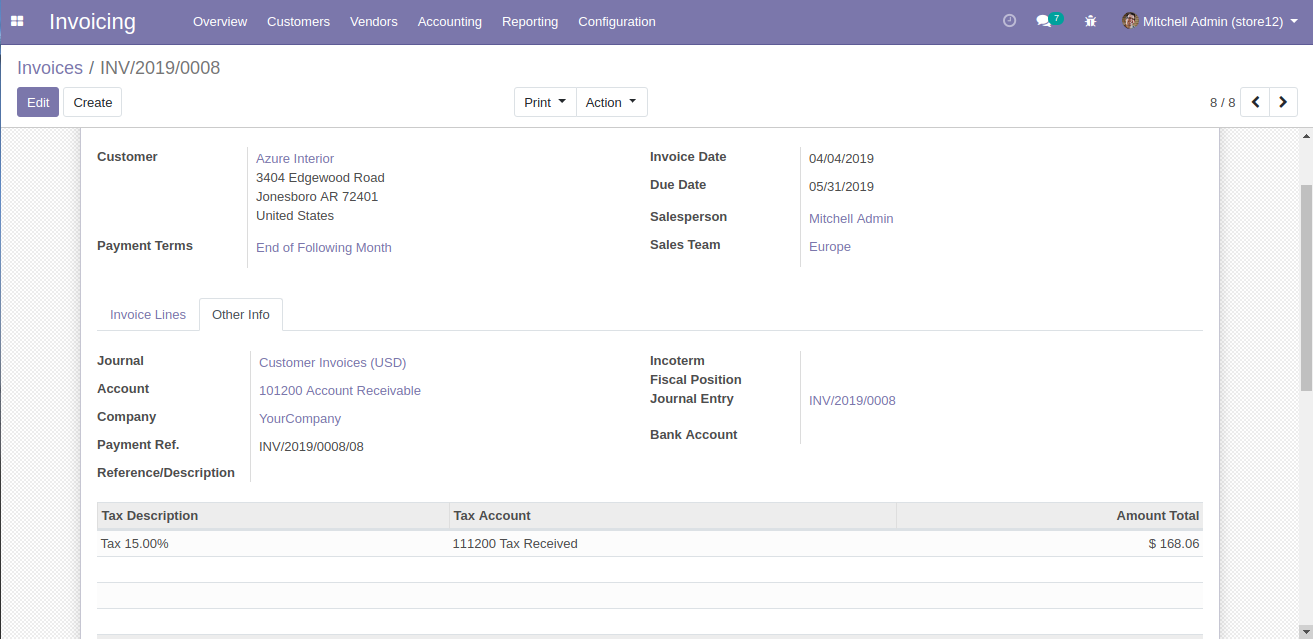 Invoicing Overview Customers Vendors Accounting Reporting Configuration 7 Mitchell Admin (store12)
Invoices / INV/2019/0008
Edit Create Print Action 8 / 8
Customer Azure Interior Invoice Date 04/04/2019
3404 Edgewood Road
Jonesboro AR 72401 Due Date 05/31/2019
United States Salesperson Mitchell Admin
Payment Terms End of Following Month Sales Team Europe
Invoice Lines Other Info
Journal Customer Invoices (USD) Incoterm
Fiscal Position
Account 101200 Account Receivable Journal Entry INV/2019/0008
Company YourCompany
Payment Ref. INV/2019/0008/08 Bank Account
Reference/Description
Tax Description Tax Account Amount Total
Tax 15.00% 111200 Tax Received $ 168.06